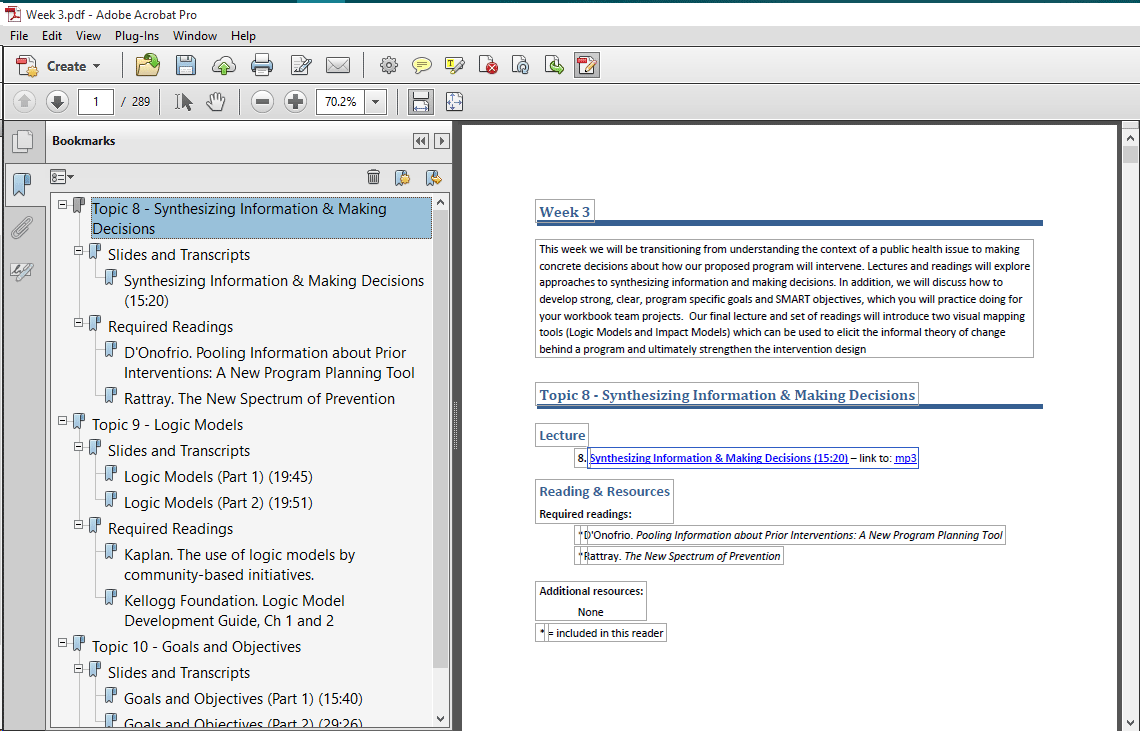 Week 3.pdf - Adobe Acrobat Pro
File Edit View Plug-Ins Window Help
Create
1 / 289 70.2%
Bookmarks
Topic 8 - Synthesizing Information & Making
Decisions
Slides and Transcripts
Synthesizing Information & Making Decisions
(15:20)
Required Readings
D'Onofrio. Pooling Information about Prior
Interventions: A New Program Planning Tool
Rattray. The New Spectrum of Prevention
Topic 9 - Logic Models
Slides and Transcripts
Logic Models (Part 1) (19:45)
Logic Models (Part 2) (19:51)
Required Readings
Kaplan. The use of logic models by
community-based initiatives.
Kellogg Foundation. Logic Model
Development Guide, Ch 1 and 2
Topic 10 - Goals and Objectives
Slides and Transcripts
Goals and Objectives (Part 1) (15:40)
Goals and Objectives (Part 2) (29:26)
Week 3
This week we will be transitioning from understanding the context of a public health issue to making
concrete decisions about how our proposed program will intervene. Lectures and readings will explore
approaches to synthesizing information and making decisions. In addition, we will discuss how to
develop strong, clear, program specific goals and SMART objectives, which you will practice doing for
your workbook team projects.  Our final lecture and set of readings will introduce two visual mapping
tools (Logic Models and Impact Models) which can be used to elicit the informal theory of change
behind a program and ultimately strengthen the intervention design
Topic 8 - Synthesizing Information & Making Decisions
Lecture
8. Synthesizing Information & Making Decisions (15:20) – link to: mp3
Reading & Resources
Required readings:
*D'Onofrio. Pooling Information about Prior Interventions: A New Program Planning Tool
*Rattray. The New Spectrum of Prevention
Additional resources:
None
* = included in this reader